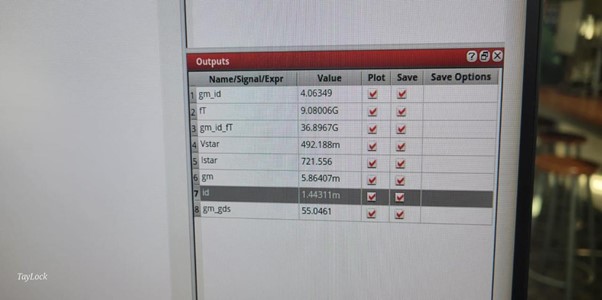 Outputs
Name/Signal/Expr Value Plot Save Save Options
1 gm_id 4.06349
2 fT 9.08006G
3 gm_id_fT 36.8967G
4 Vstar 492.188m
5 Istar 721.556
6 gm 5.86407m
7 id 1.44311m
8 gm_gds 55.0461
TayLock